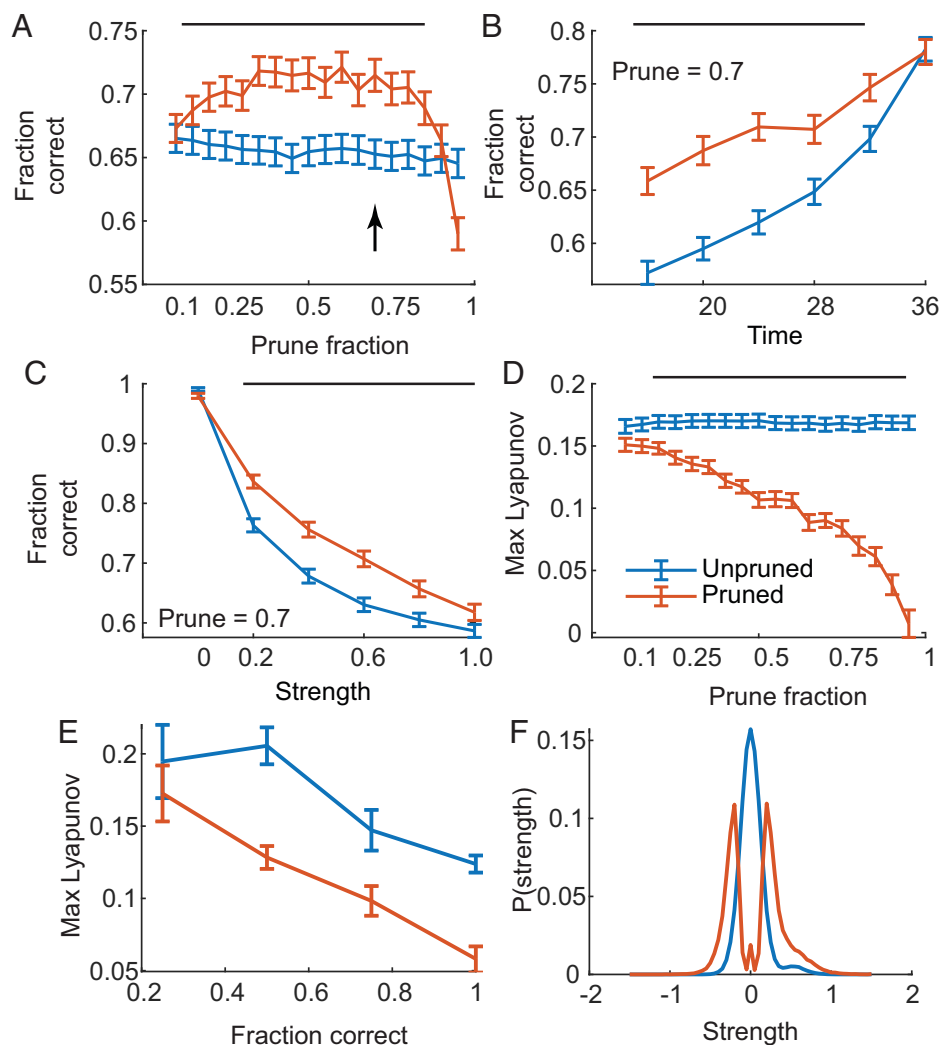 A
0.75
0.7
0.65
0.6
0.55
Fraction
correct
0.1
0.25
0.5
0.75
1
Prune fraction
B
0.8
0.75
0.7
0.65
0.6
Fraction
correct
Prune = 0.7
20
28
36
Time
C
1
0.9
0.8
0.7
0.6
Fraction
correct
Prune = 0.7
0
0.2
0.6
1.0
Strength
D
0.2
0.15
0.1
0.05
0
Max Lyapunov
Unpruned
Pruned
0.1
0.25
0.5
0.75
1
Prune fraction
E
0.2
0.15
0.1
0.05
Max Lyapunov
0.2
0.4
0.6
0.8
1
Fraction correct
F
0.15
0.1
0.05
0
P(strength)
-2
-1
0
1
2
Strength